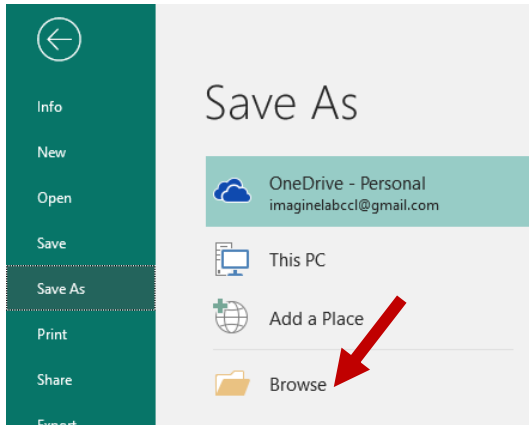 Info
New
Open
Save
Save As
Print
Share
Export
Save As
OneDrive - Personal
imaginelabccl@gmail.com
This PC
Add a Place
Browse